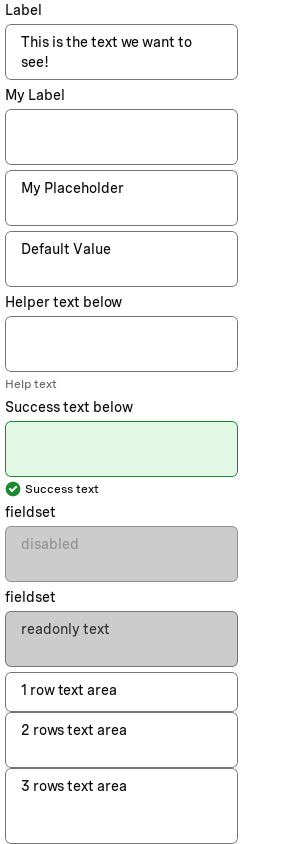 Label
This is the text we want to
see!
My Label
My Placeholder
Default Value
Helper text below
Help text
Success text below
Success text
fieldset
disabled
fieldset
readonly text
1 row text area
2 rows text area
3 rows text area